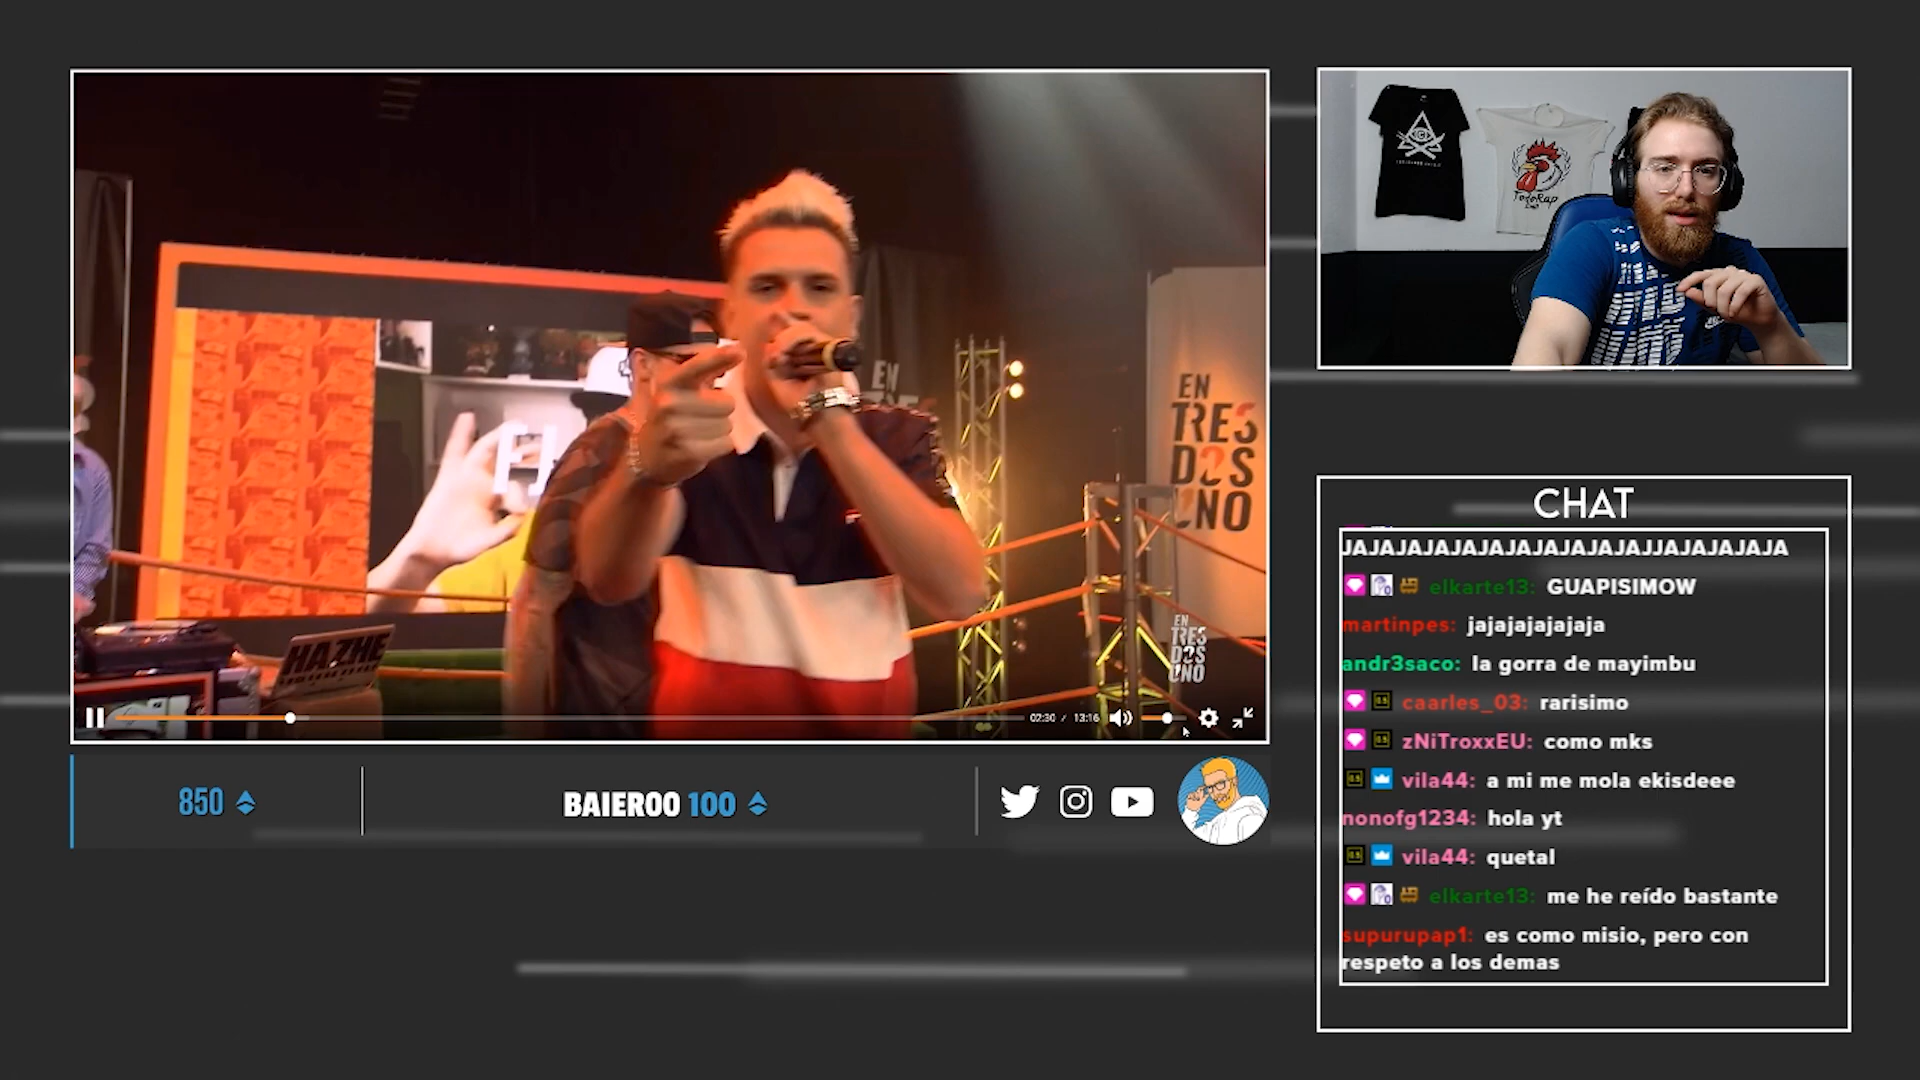 EN
TRES
DOS
UNO
EN
TRES
DOS
UNO
HAZHE
02:30 / 13:16
TodoRap
850
BAIEROO 100
CHAT
JAJAJAJAJAJAJAJAJAJAJAJJAJAJAJAJA
elkarte13: GUAPISIMOW
martinpes: jajajajajajaja
andr3saco: la gorra de mayimbu
caarles_03: rarisimo
zNiTroxxEU: como mks
vila44: a mi me mola ekisdeee
nonofg1234: hola yt
vila44: quetal
elkarte13: me he reído bastante
supurupap1: es como misio, pero con
respeto a los demas